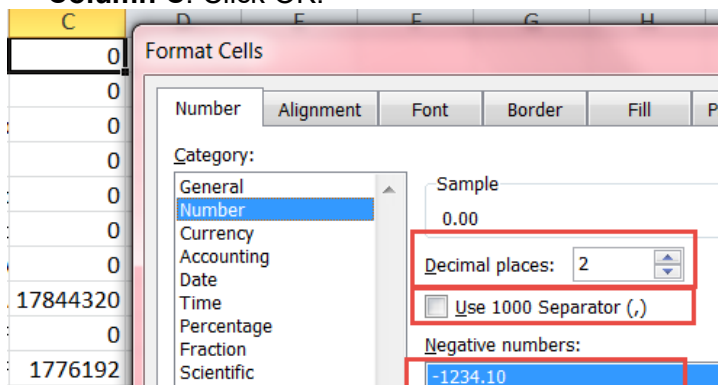 C
0
0
0
0
0
0
0
17844320
0
1776192
Format Cells
Number Alignment Font Border Fill P
Category:
General
Number
Currency
Accounting
Date
Time
Percentage
Fraction
Scientific
Sample
0.00
Decimal places: 2
Use 1000 Separator (,)
Negative numbers:
-1234.10